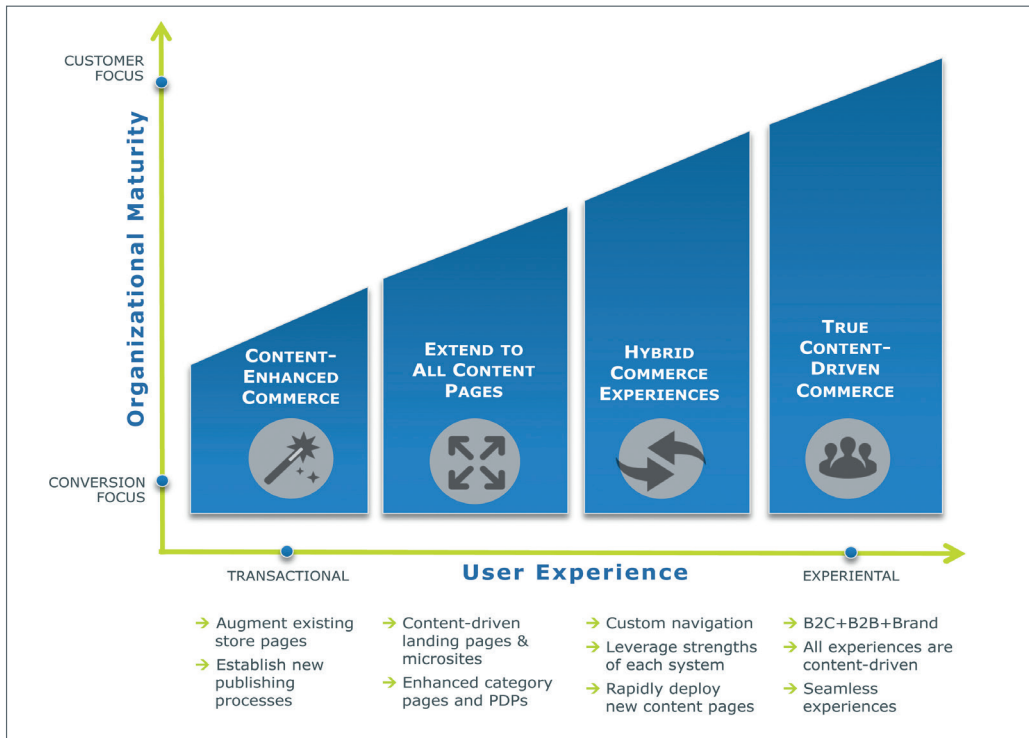 CUSTOMER
FOCUS
Organizational Maturity
CONVERSION
FOCUS
CONTENT-
ENHANCED
COMMERCE
EXTEND TO
ALL CONTENT
PAGES
HYBRID
COMMERCE
EXPERIENCES
TRUE
CONTENT-
DRIVEN
COMMERCE
TRANSACTIONAL
User Experience
EXPERIENTAL
Augment existing
store pages
Establish new
publishing
processes
Content-driven
landing pages &
microsites
Enhanced category
pages and PDPs
Custom navigation
Leverage strengths
of each system
Rapidly deploy
new content pages
B2C+B2B+Brand
All experiences are
content-driven
Seamless
experiences